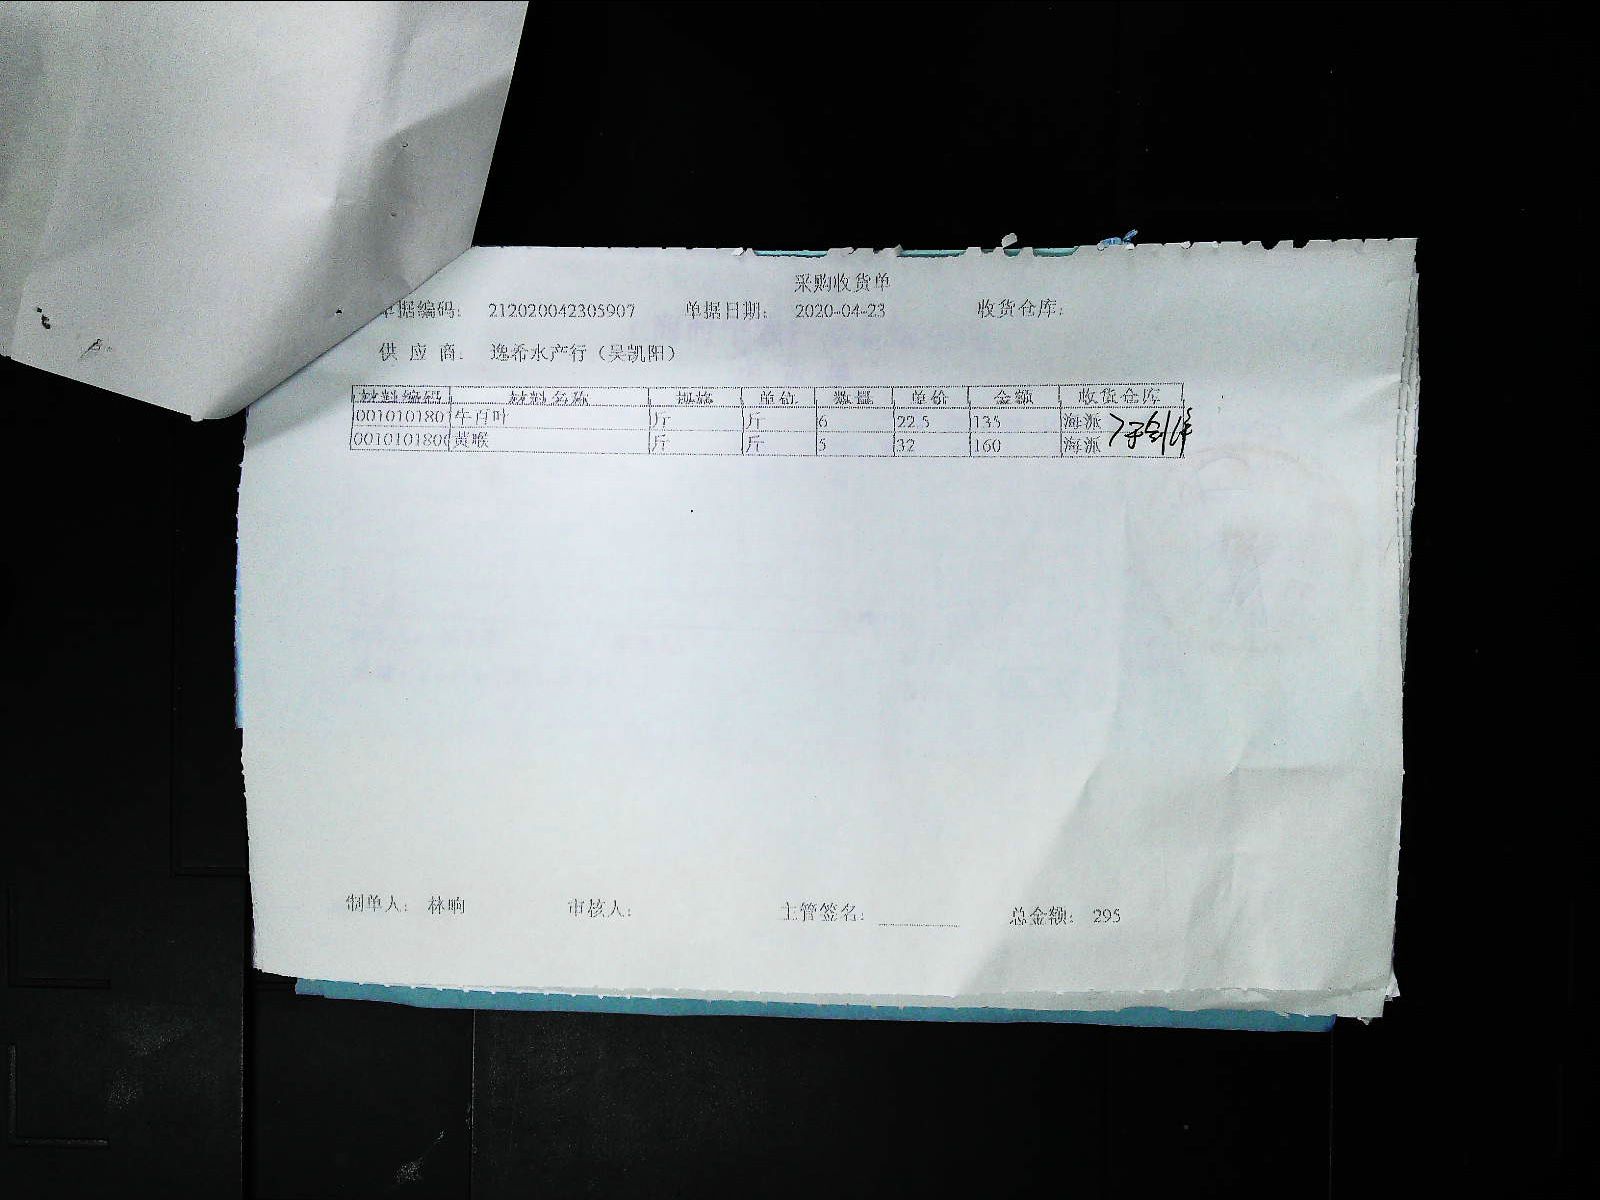 采购收货单
单据编码： 212020042305907 单据日期： 2020-04-23 收货仓库：
供 应 商： 逸希水产行（吴凯阳）
材料编码 材料名称 规格 单价 数量 单价 金额 收货仓库
001010180 牛百叶 斤 斤 6 22.5 135 海派
0010101806 黄喉 斤 斤 5 32 160 海派
制单人： 林晌 审核人： 主管签名： 总金额： 295